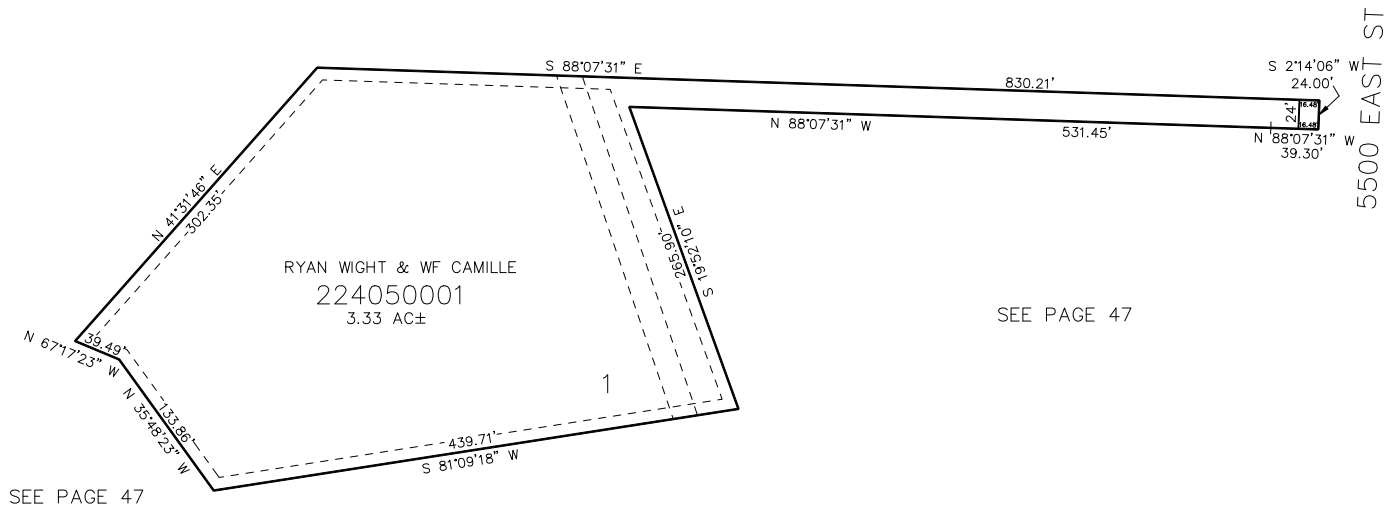 5500 EAST ST
S 88°07'31" E
830.21'
S 2°14'06" W
24.00'
16.48'
24'
16.48'
N 88°07'31" W
531.45'
N 88°07'31" W
39.30'
N 41°31'46" E
302.35'
S 19°52'10" E
265.90'
RYAN WIGHT & WF CAMILLE
224050001
3.33 AC±
SEE PAGE 47
N 67°17'23" W
39.49'
N 35°48'23" W
133.86'
1
439.71'
S 81°09'18" W
SEE PAGE 47